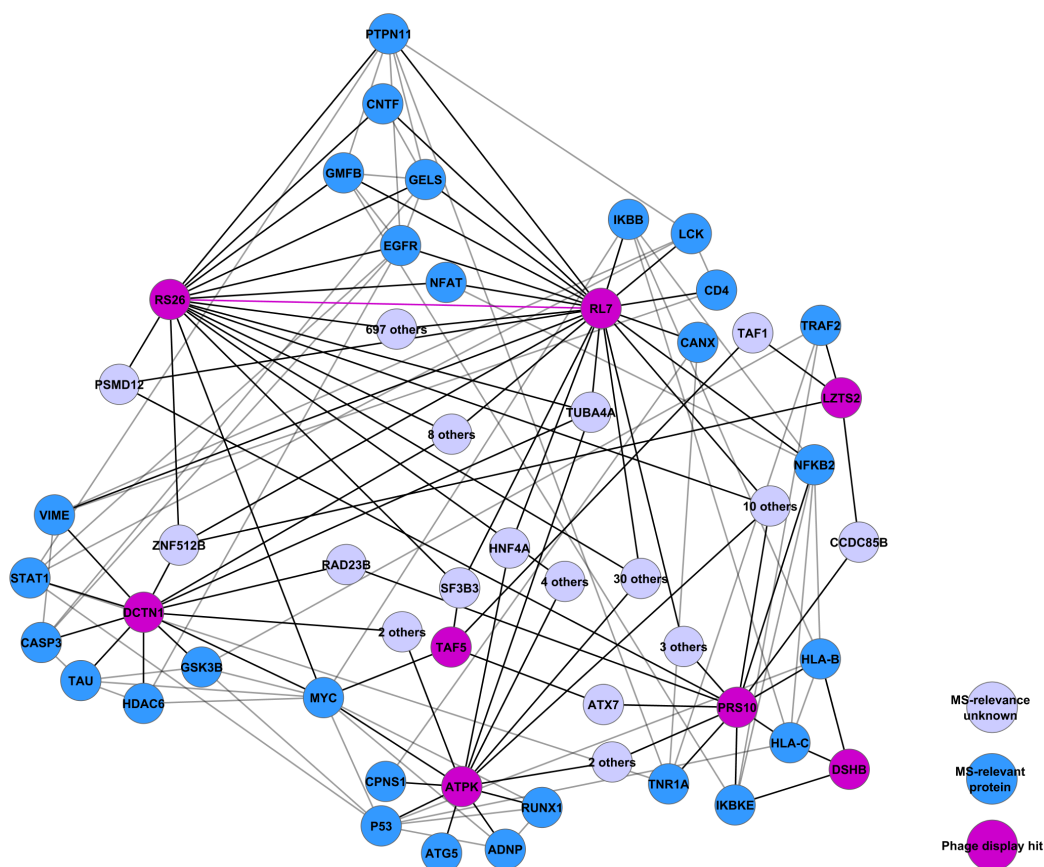 PTPN11
CNTF
GMFB
GELS
IKBB
LCK
EGFR
NFAT
CD4
RS26
RL7
697 others
TAF1
TRAF2
CANX
PSMD12
LZTS2
TUBA4A
8 others
NFKB2
10 others
VIME
ZNF512B
HNF4A
CCDC85B
RAD23B
STAT1
SF3B3
4 others
30 others
DCTN1
2 others
CASP3
TAF5
3 others
HLA-B
GSK3B
TAU
MYC
HDAC6
ATX7
PRS10
MS-relevance
unknown
HLA-C
2 others
DSHB
CPNS1
ATPK
TNR1A
MS-relevant
protein
IKBKE
RUNX1
P53
ATG5
ADNP
Phage display hit